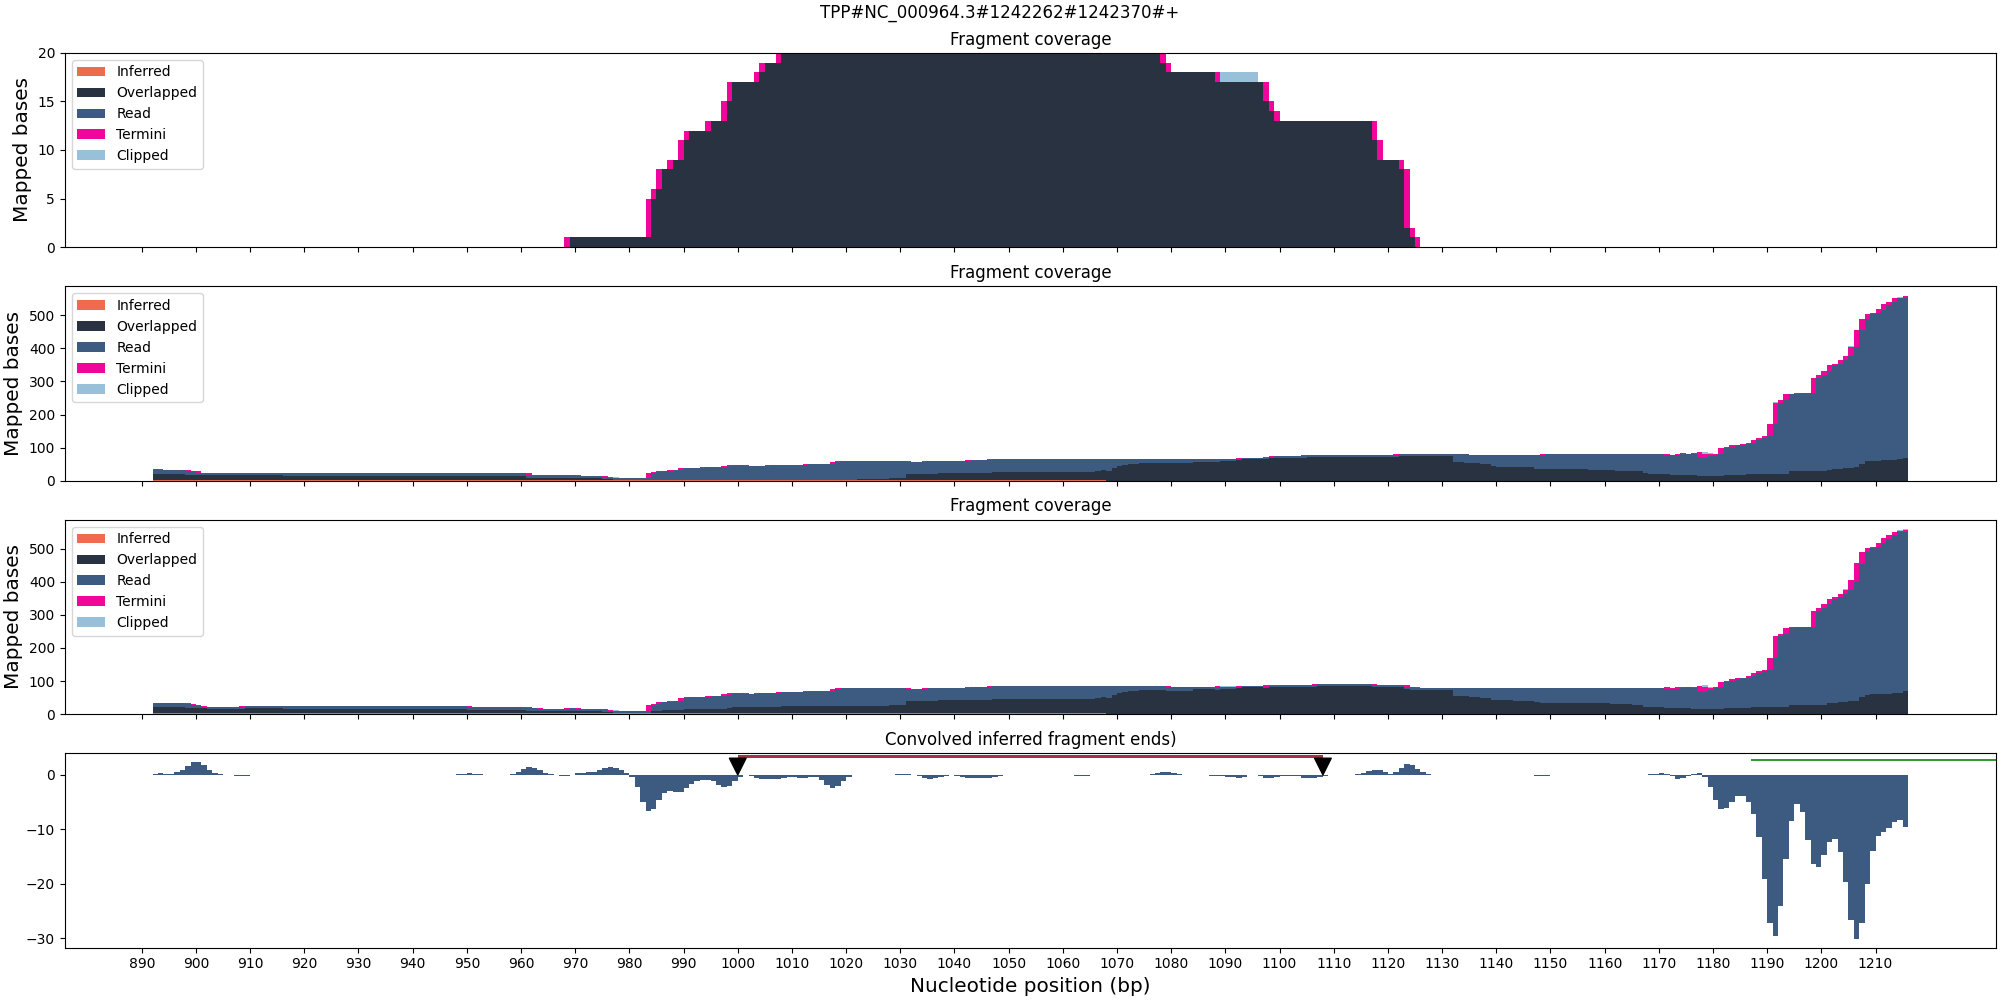 TPP#NC_000964.3#1242262#1242370#+
Fragment coverage
20
15
10
5
0
Mapped bases
Inferred
Overlapped
Read
Termini
Clipped
Fragment coverage
500
400
300
200
100
0
Mapped bases
Inferred
Overlapped
Read
Termini
Clipped
Fragment coverage
500
400
300
200
100
0
Mapped bases
Inferred
Overlapped
Read
Termini
Clipped
Convolved inferred fragment ends)
0
−10
−20
−30
890 900 910 920 930 940 950 960 970 980 990 1000 1010 1020 1030 1040 1050 1060 1070 1080 1090 1100 1110 1120 1130 1140 1150 1160 1170 1180 1190 1200 1210
Nucleotide position (bp)